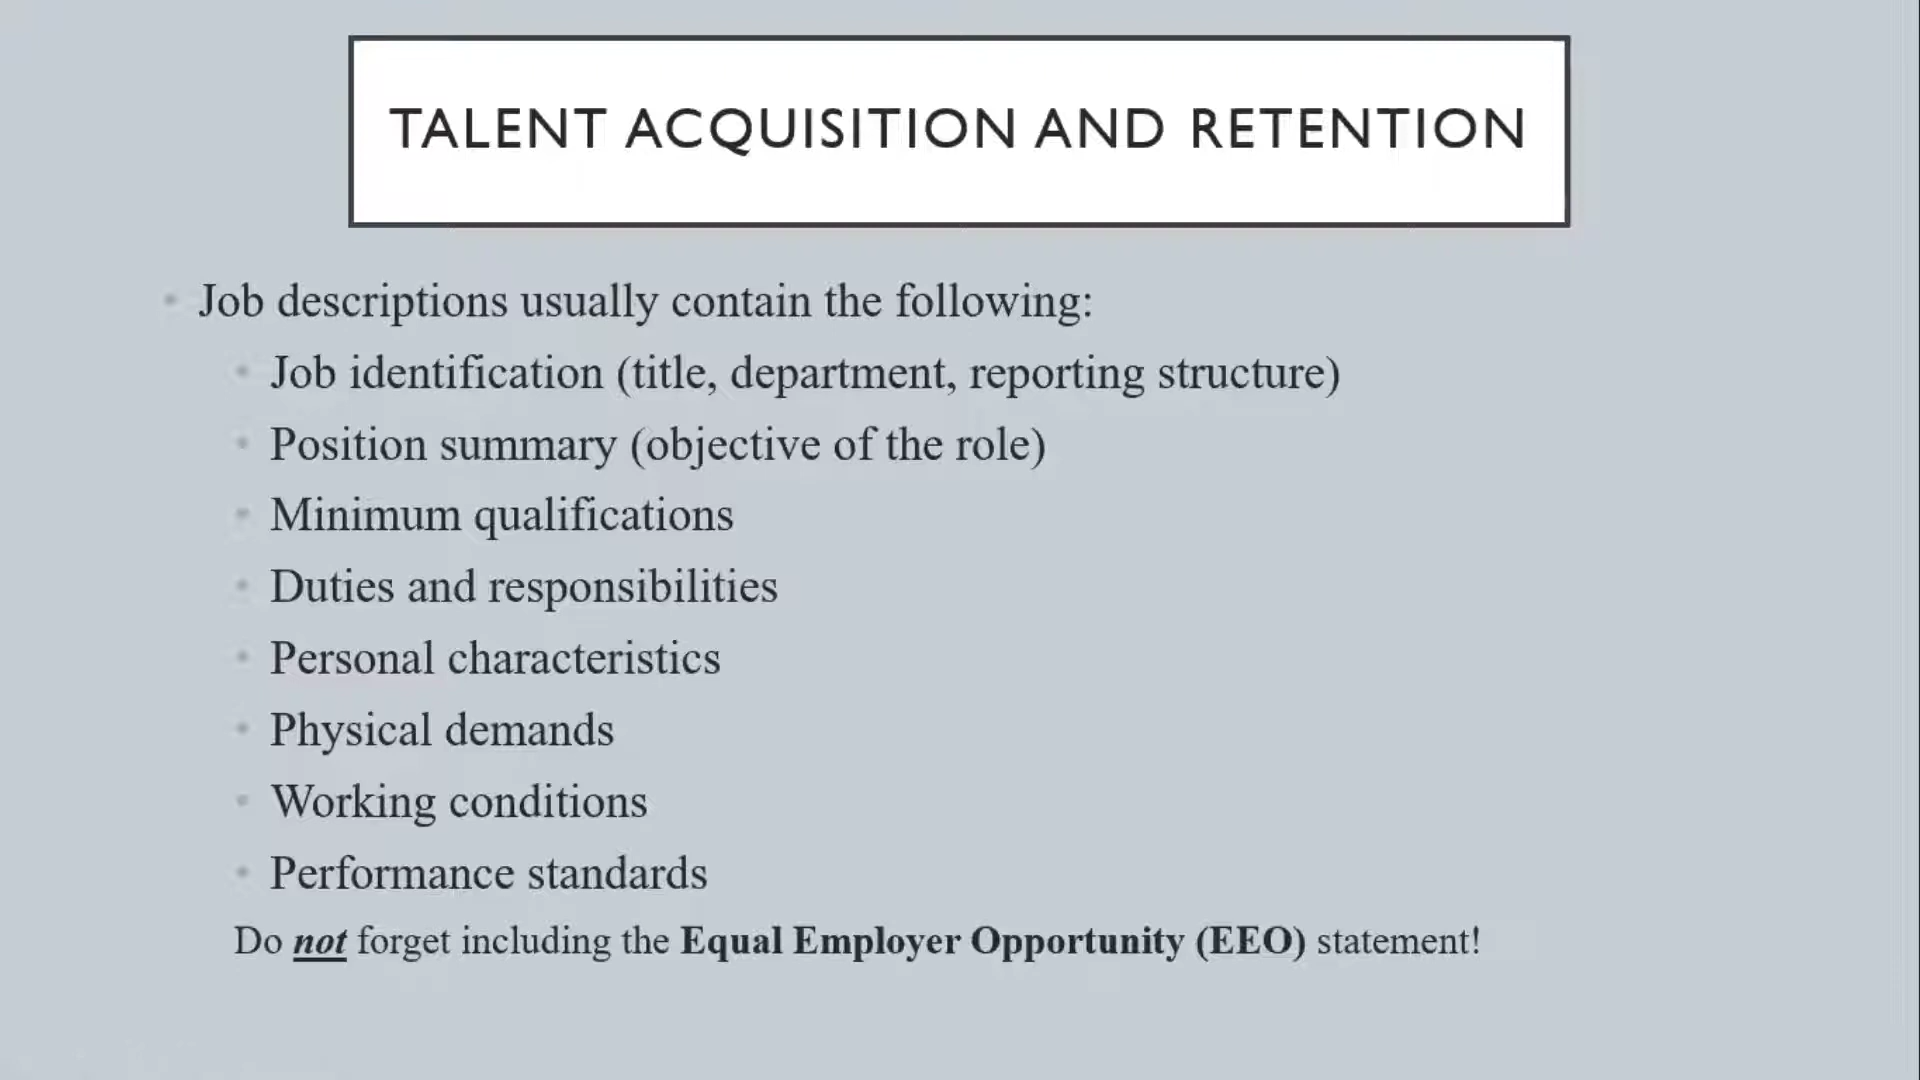 TALENT ACQUISITION AND RETENTION
Job descriptions usually contain the following:
Job identification (title, department, reporting structure)
Position summary (objective of the role)
Minimum qualifications
Duties and responsibilities
Personal characteristics
Physical demands
Working conditions
Performance standards
Do not forget including the Equal Employer Opportunity (EEO) statement!